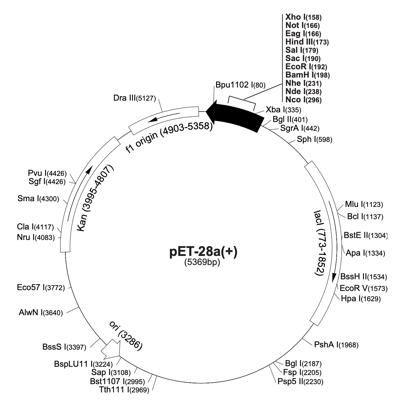 Xho I(158)
Not I(166)
Eag I(166)
Hind III(173)
Sal I(179)
Sac I(190)
EcoR I(192)
BamH I(198)
Nhe I(231)
Nde I(238)
Nco I(296)
Bpu1102 I(80)
Dra III(5127)
Xba I(335)
Bgl II(401)
SgrA I(442)
Sph I(598)
f1 origin (4903-5358)
Pvu I(4426)
Sgf I(4426)
Sma I(4300)
Kan (3995-4807)
Cla I(4117)
Nru I(4083)
Mlu I(1123)
Bcl I(1137)
BstE II(1304)
Apa I(1334)
lacI (773-1852)
pET-28a(+)
(5369bp)
BssH II(1534)
EcoR V(1573)
Hpa I(1629)
Eco57 I(3772)
AlwN I(3640)
ori (3286)
BssS I(3397)
BspLU11 I(3224)
Sap I(3108)
Bst1107 I(2995)
Tth111 I(2969)
PshA I(1968)
Bgl I(2187)
Fsp I(2205)
Psp5 II(2230)